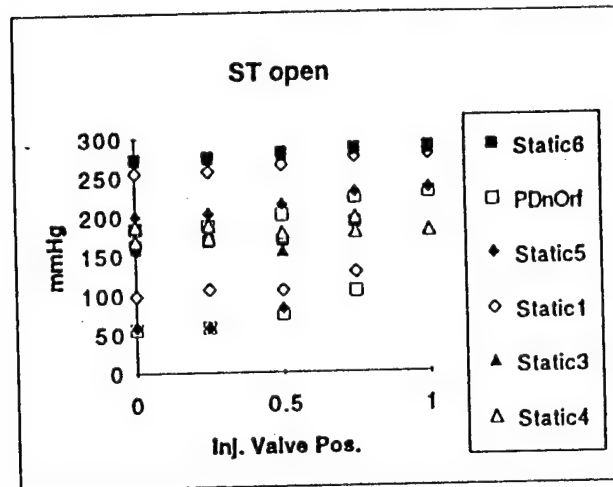 ST open
mmHg
300
250
200
150
100
50
0
0
0.5
1
Inj. Valve Pos.
Static6
PDnOrf
Static5
Static1
Static3
Static4